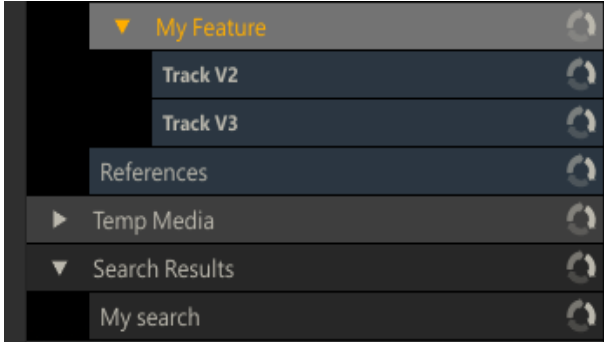 My Feature
Track V2
Track V3
References
Temp Media
Search Results
My search